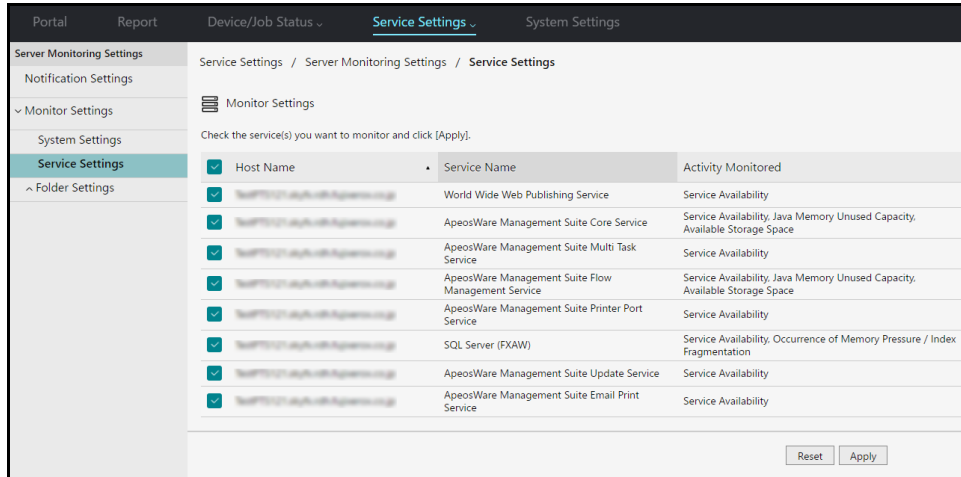 Portal Report Device/Job Status Service Settings System Settings
Server Monitoring Settings
Notification Settings
Monitor Settings
System Settings
Service Settings
Folder Settings
Service Settings / Server Monitoring Settings / Service Settings
Monitor Settings
Check the service(s) you want to monitor and click [Apply].
Host Name Service Name Activity Monitored
World Wide Web Publishing Service Service Availability
ApeosWare Management Suite Core Service Service Availability, Java Memory Unused Capacity,
Available Storage Space
ApeosWare Management Suite Multi Task
Service Service Availability
ApeosWare Management Suite Flow
Management Service Service Availability, Java Memory Unused Capacity,
Available Storage Space
ApeosWare Management Suite Printer Port
Service Service Availability
SQL Server (FXAW) Service Availability, Occurrence of Memory Pressure / Index
Fragmentation
ApeosWare Management Suite Update Service Service Availability
ApeosWare Management Suite Email Print
Service Service Availability
Reset Apply